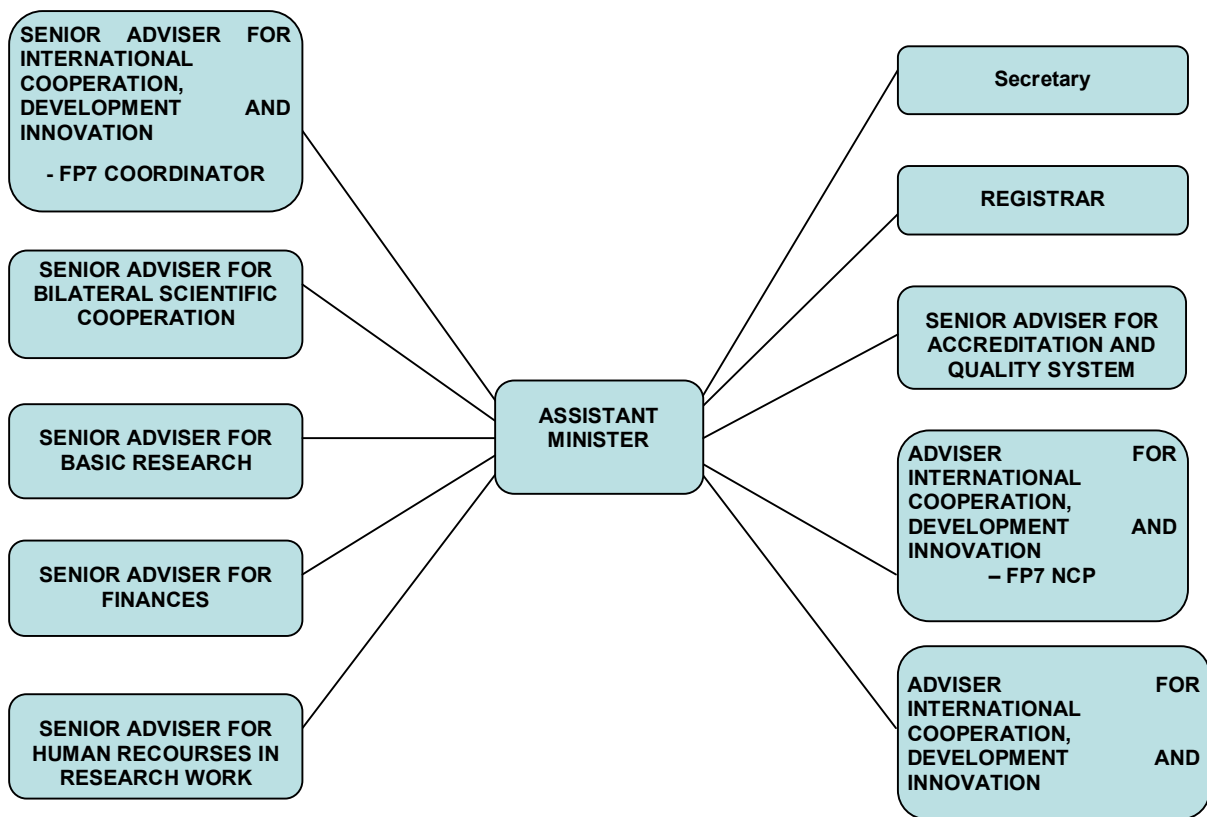 SENIOR ADVISER FOR
INTERNATIONAL
COOPERATION,
DEVELOPMENT AND
INNOVATION
- FP7 COORDINATOR
SENIOR ADVISER FOR
BILATERAL SCIENTIFIC
COOPERATION
SENIOR ADVISER FOR
BASIC RESEARCH
SENIOR ADVISER FOR
FINANCES
SENIOR ADVISER FOR
HUMAN RECOURSES IN
RESEARCH WORK
ASSISTANT
MINISTER
Secretary
REGISTRAR
SENIOR ADVISER FOR
ACCREDITATION AND
QUALITY SYSTEM
ADVISER FOR
INTERNATIONAL
COOPERATION,
DEVELOPMENT AND
INNOVATION
– FP7 NCP
ADVISER FOR
INTERNATIONAL
COOPERATION,
DEVELOPMENT AND
INNOVATION